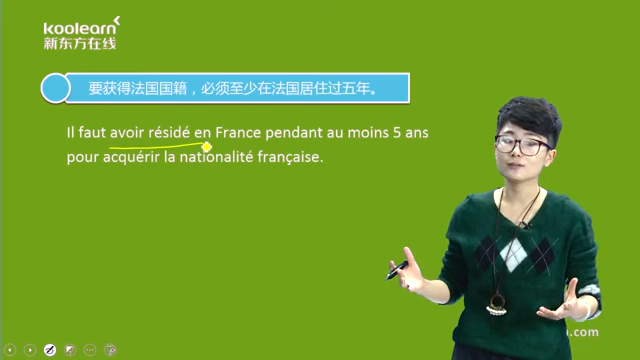 koolearn
新东方在线
要获得法国国籍，必须至少在法国居住过五年。
Il faut avoir résidé en France pendant au moins 5 ans
pour acquérir la nationalité française.
.com